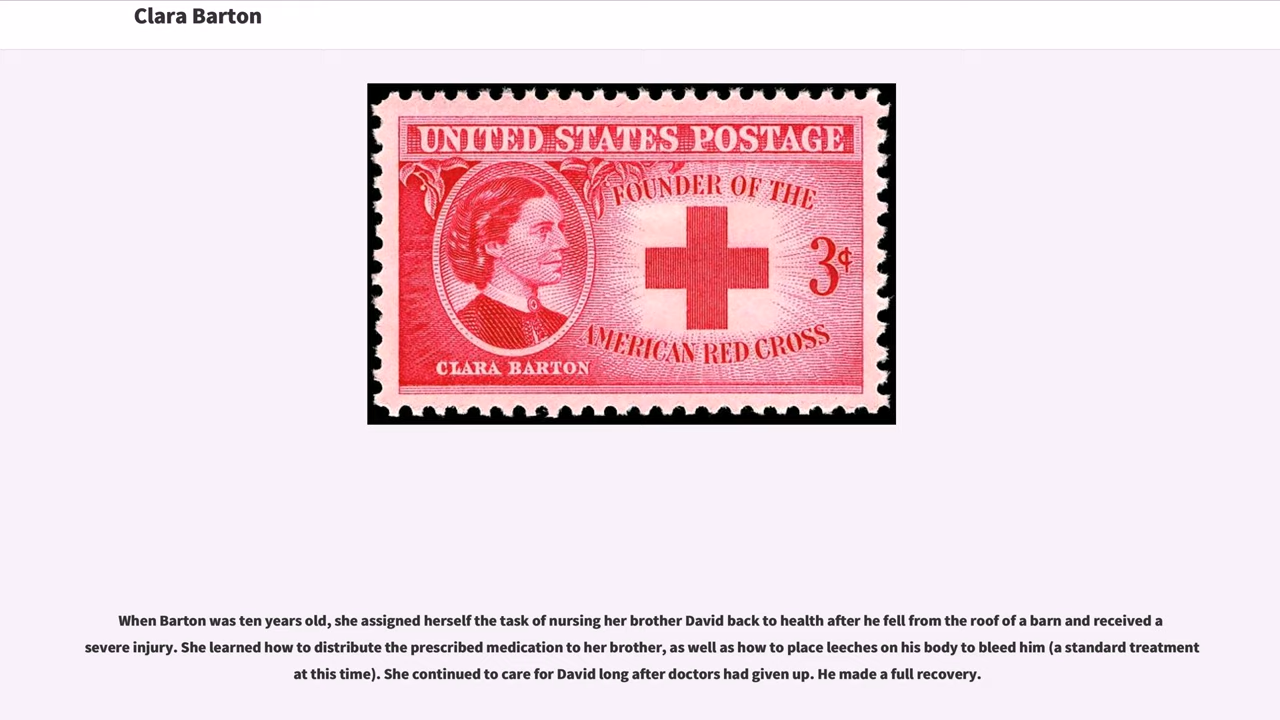 Clara Barton
UNITED STATES POSTAGE
FOUNDER OF THE
3¢
AMERICAN RED CROSS
CLARA BARTON
When Barton was ten years old, she assigned herself the task of nursing her brother David back to health after he fell from the roof of a barn and received a
severe injury. She learned how to distribute the prescribed medication to her brother, as well as how to place leeches on his body to bleed him (a standard treatment
at this time). She continued to care for David long after doctors had given up. He made a full recovery.